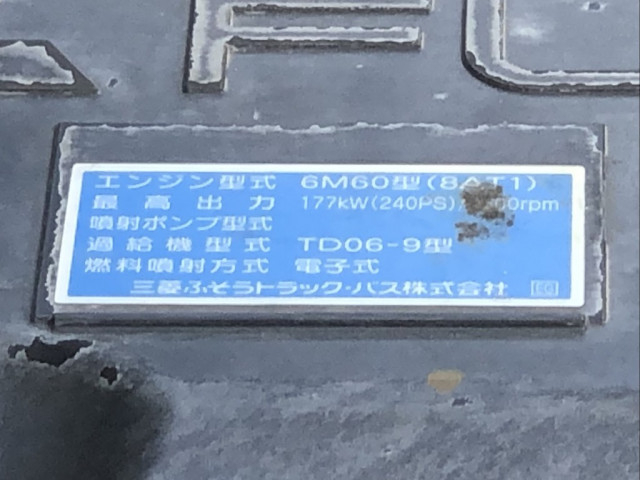 エンジン型式 6M60型(8AT1)
最高出力 177kW(240PS)
噴射ポンプ型式
過給機型式 TD06-9型
燃料噴射方式 電子式
三菱ふそうトラック・バス株式会社 EG